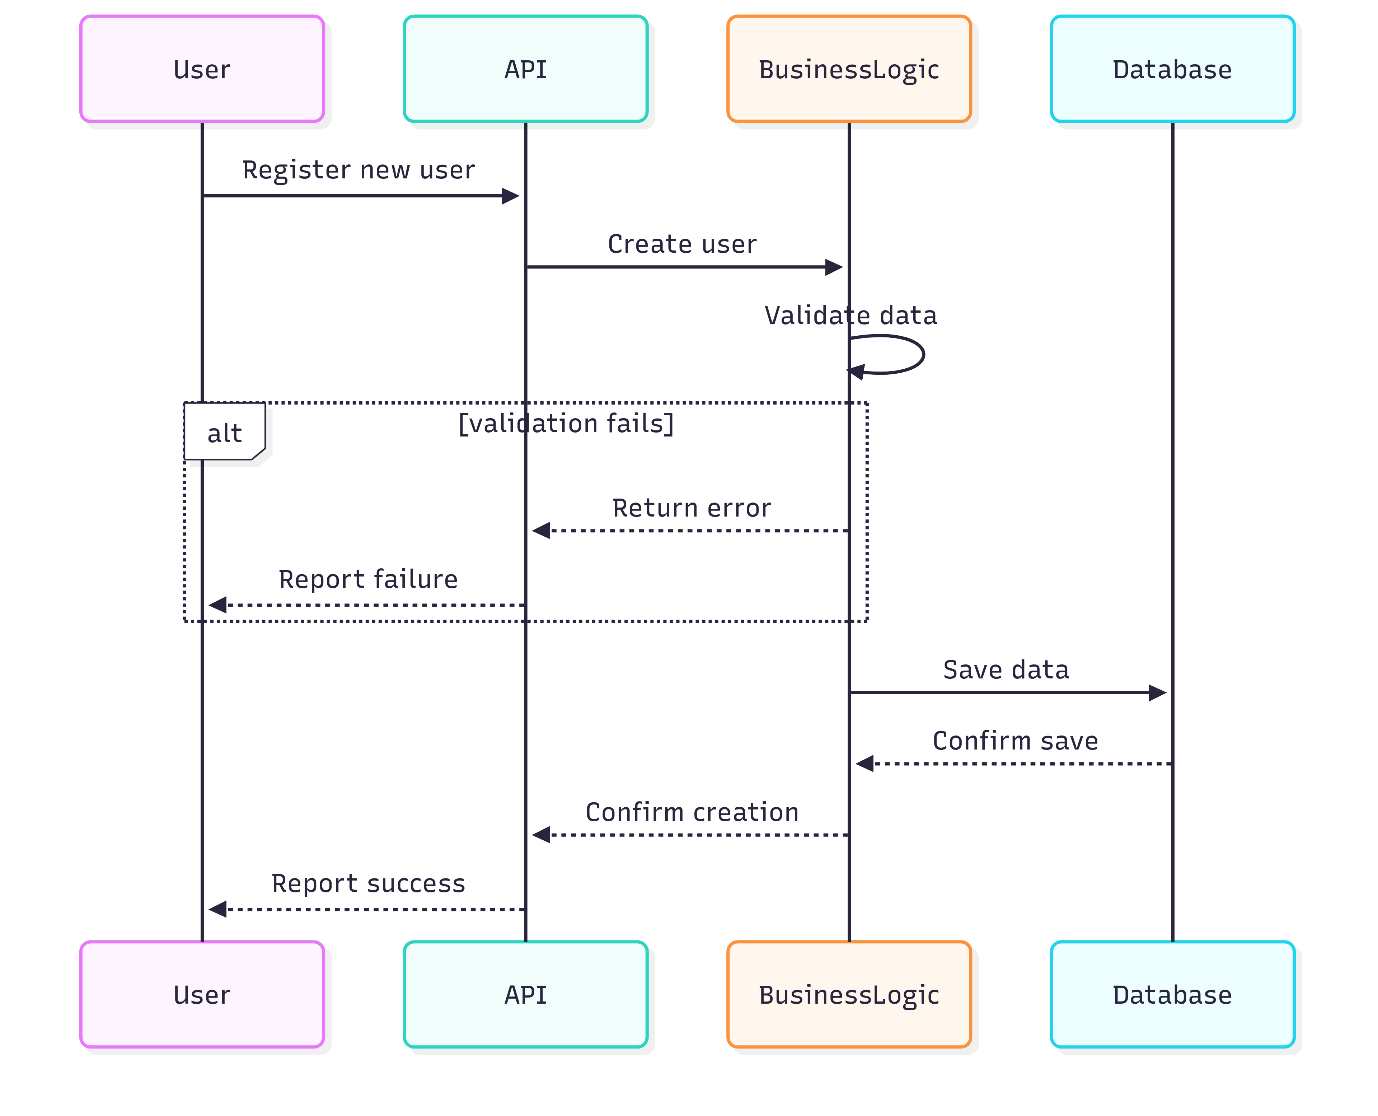 User
API
BusinessLogic
Database
Register new user
Create user
Validate data
alt
[validation fails]
Return error
Report failure
Save data
Confirm save
Confirm creation
Report success
User
API
BusinessLogic
Database